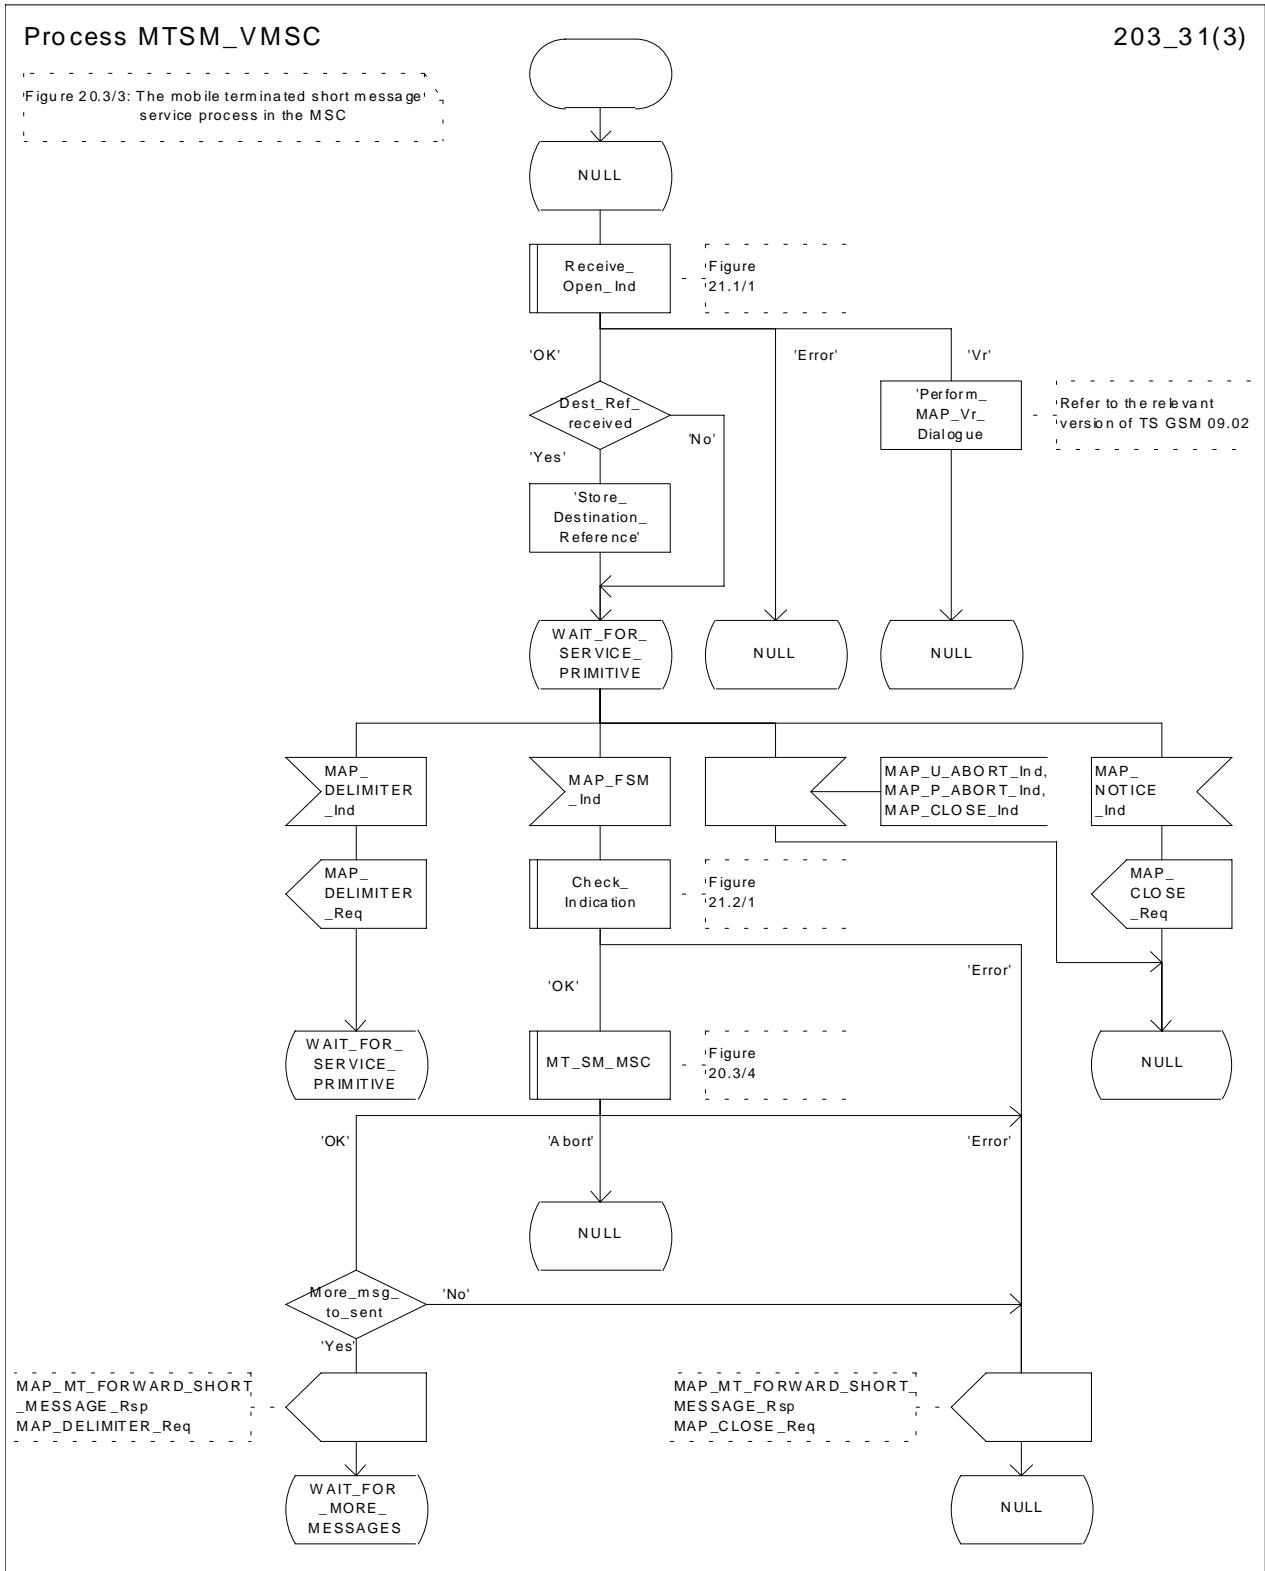 Process MTSM_VMSC
203_31(3)
Figure 20.3/3: The mobile terminated short message
service process in the MSC
NULL
Receive_
Open_Ind
Figure
21.1/1
'OK'
'Error'
'Vr'
Dest_Ref_
received
'No'
'Yes'
'Perform_
MAP_Vr_
Dialogue
Refer to the relevant
version of TS GSM 09.02
'Store_
Destination_
Reference'
WAIT_FOR_
SERVICE_
PRIMITIVE
NULL
NULL
MAP_
DELIMITER
_Ind
MAP_FSM
_Ind
MAP_U_ABORT_Ind,
MAP_P_ABORT_Ind,
MAP_CLOSE_Ind
MAP_
NOTICE
_Ind
MAP_
DELIMITER
_Req
Check_
Indication
Figure
21.2/1
MAP_
CLOSE
_Req
'OK'
'Error'
WAIT_FOR_
SERVICE_
PRIMITIVE
MT_SM_MSC
Figure
20.3/4
NULL
'OK'
'Abort'
'Error'
NULL
More_msg_
to_sent
'No'
'Yes'
MAP_MT_FORWARD_SHORT
_MESSAGE_Rsp
MAP_DELIMITER_Req
MAP_MT_FORWARD_SHORT_
MESSAGE_Rsp
MAP_CLOSE_Req
WAIT_FOR
_MORE_
MESSAGES
NULL